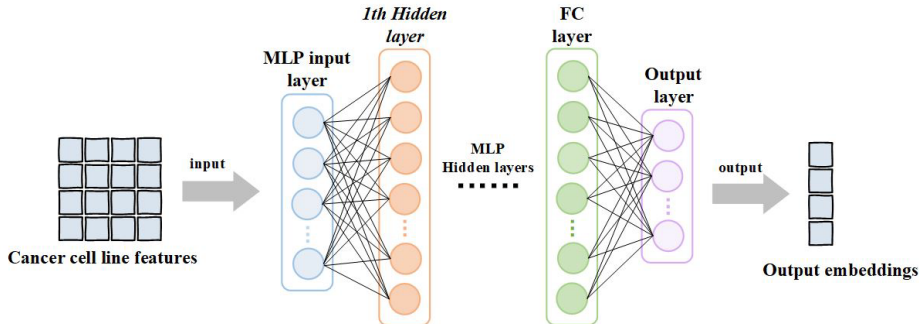 1th Hidden
layer
FC
layer
MLP input
layer
Output
layer
input
MLP
Hidden layers
output
Cancer cell line features
Output embeddings